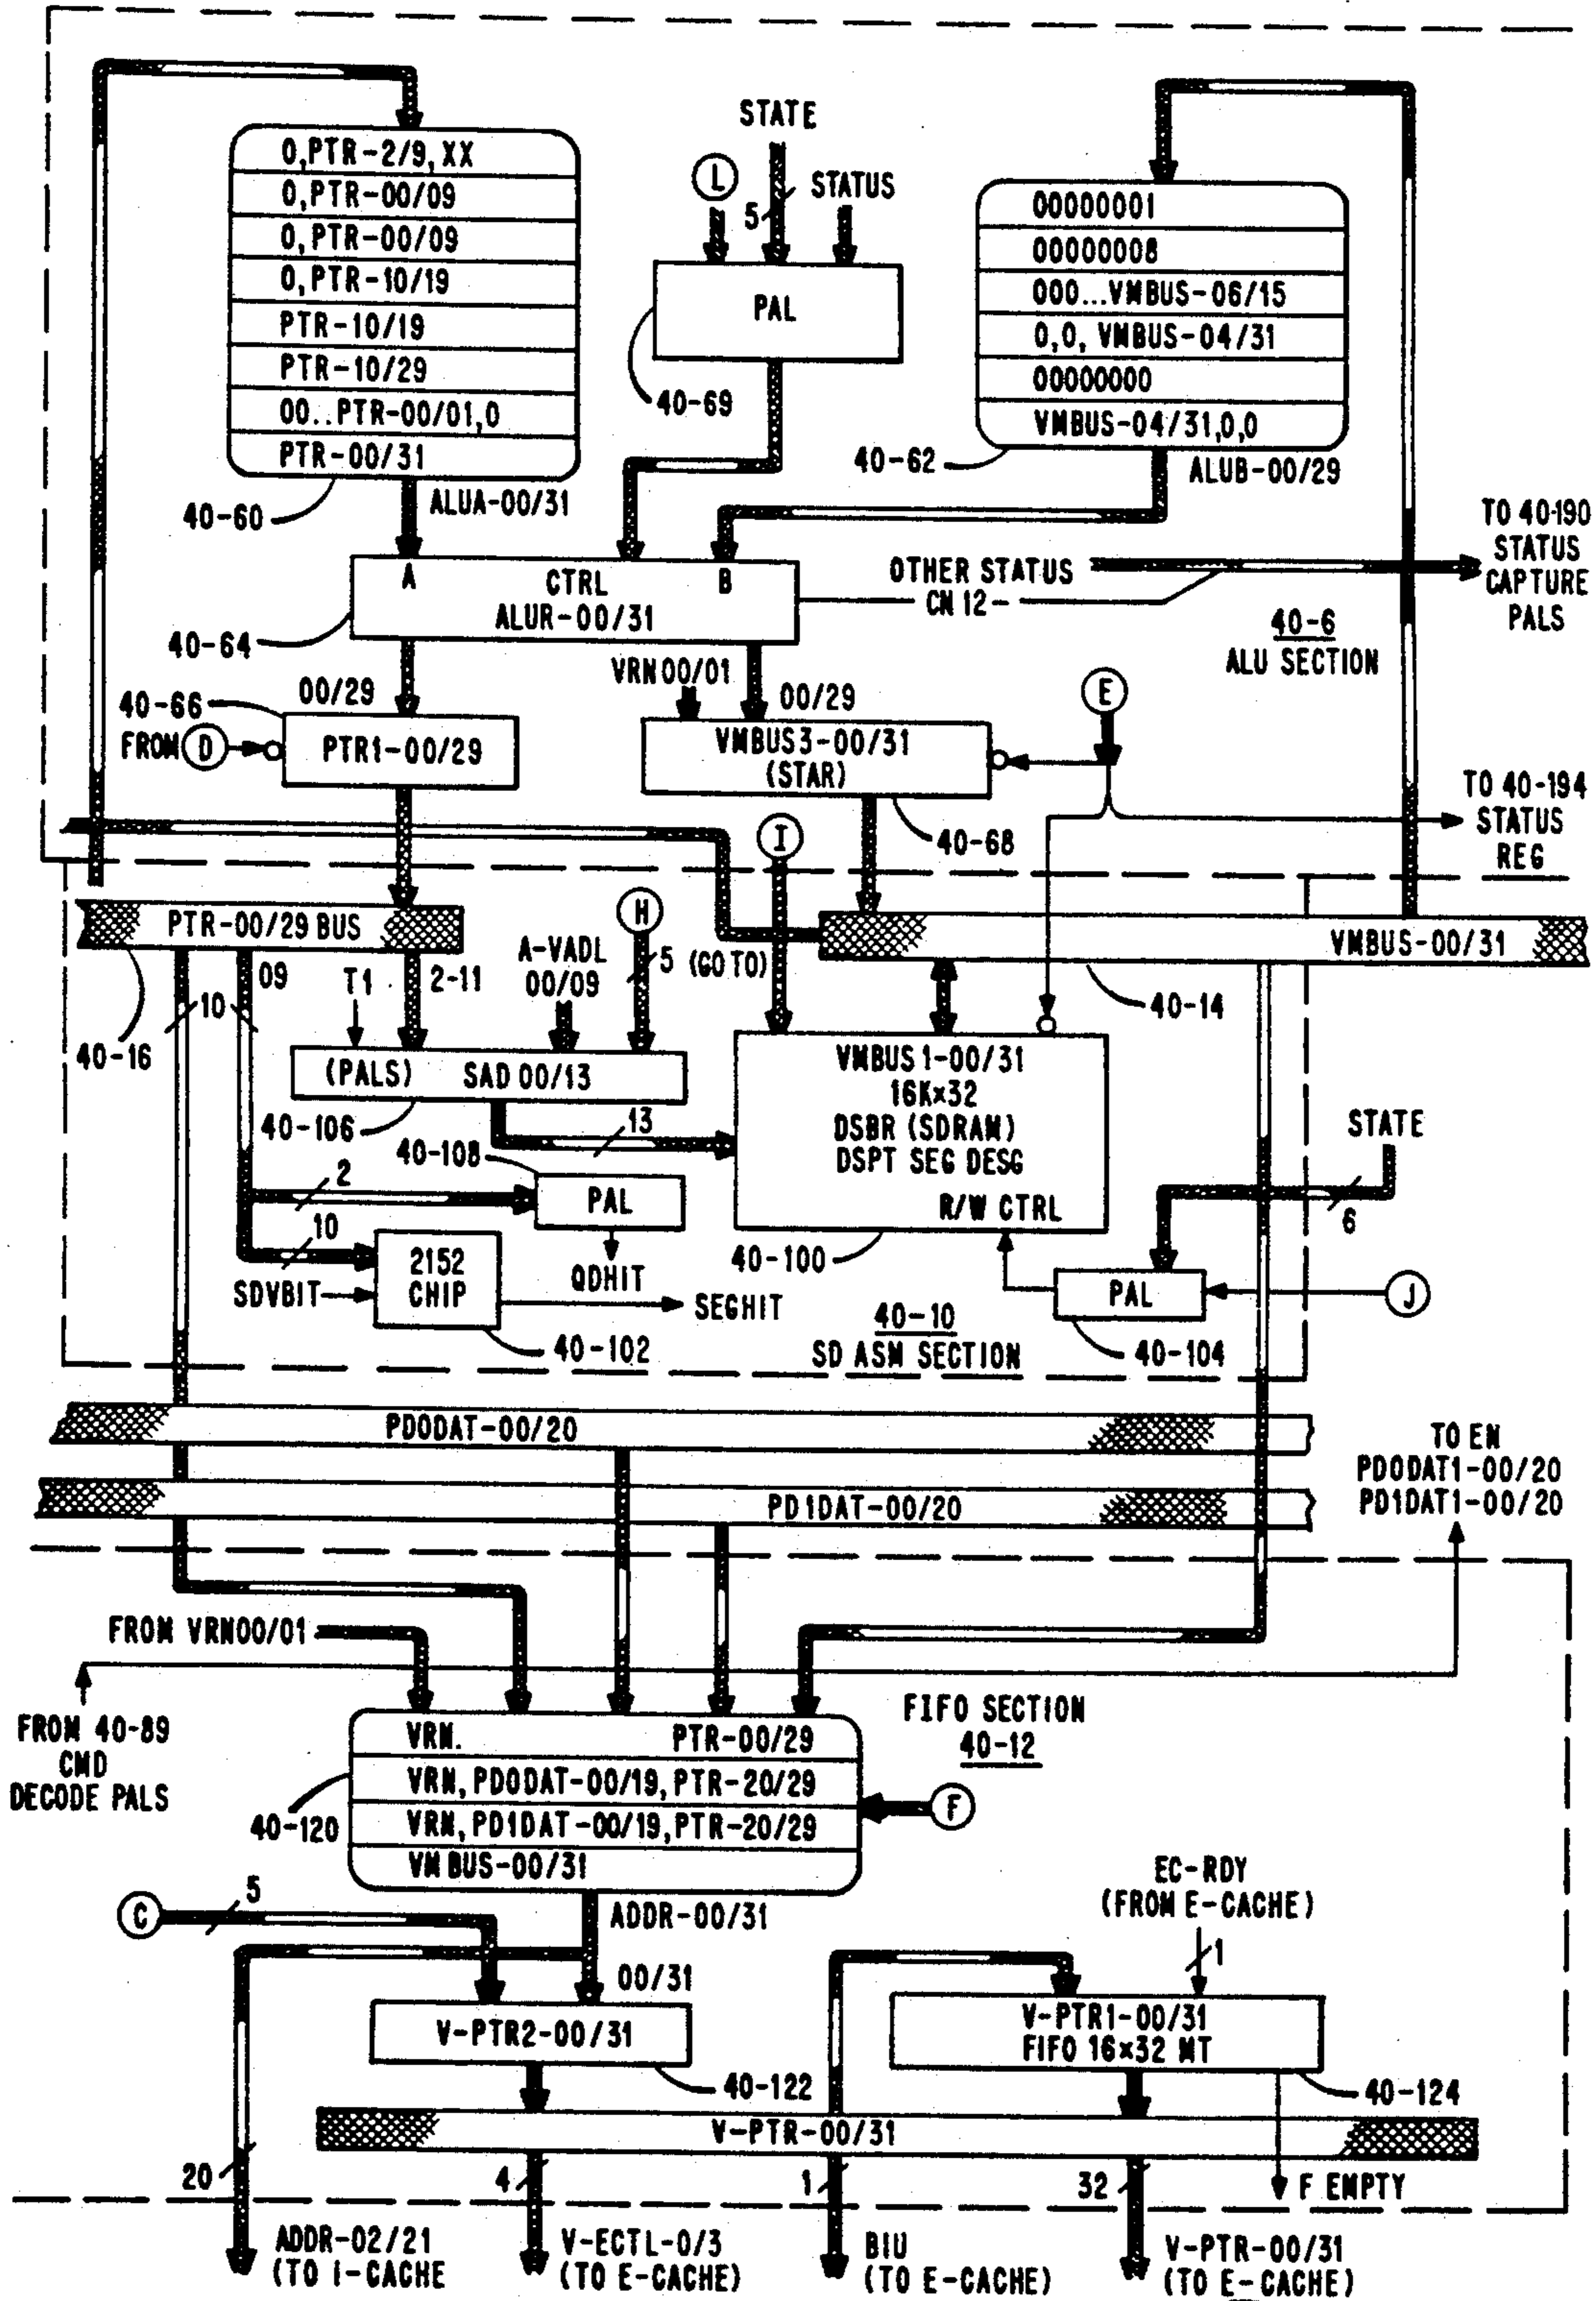 STATE
L
5
STATUS
0,PTR-2/9,XX
0,PTR-00/09
0,PTR-00/09
0,PTR-10/19
PTR-10/19
PTR-10/29
00..PTR-00/01,0
PTR-00/31
PAL
40-69
00000001
00000008
000...VMBUS-06/15
0,0, VMBUS-04/31
00000000
VMBUS-04/31,0,0
40-62
ALUB-00/29
40-60
ALUA-00/31
A
CTRL
B
ALUR-00/31
40-64
OTHER STATUS
CN 12-
TO 40-190
STATUS
CAPTURE
PALS
40-6
ALU SECTION
VRN00/01
00/29
00/29
40-66
FROM D
PTR1-00/29
VMBUS3-00/31
(STAR)
E
40-68
TO 40-194
STATUS
REG
I
PTR-00/29 BUS
H
VMBUS-00/31
09
2-11
A-VADL
00/09
5
(GO TO)
T1
10
40-16
40-14
(PALS) SAD 00/13
40-106
13
VMBUS1-00/31
16K×32
DSBR (SDRAM)
DSPT SEG DESG
R/W CTRL
STATE
6
40-108
2
PAL
10
2152
CHIP
QDHIT
SDVBIT
SEGHIT
40-100
PAL
J
40-102
40-10
SD ASM SECTION
40-104
PD0DAT-00/20
PD1DAT-00/20
TO EN
PD0DAT1-00/20
PD1DAT1-00/20
FROM VRN00/01
FROM 40-89
CMD
DECODE PALS
FIFO SECTION
40-12
VRN. PTR-00/29
VRN, PD0DAT-00/19, PTR-20/29
VRN, PD1DAT-00/19, PTR-20/29
VMBUS-00/31
40-120
F
C
5
ADDR-00/31
EC-RDY
(FROM E-CACHE)
1
00/31
V-PTR2-00/31
V-PTR1-00/31
FIFO 16×32 MT
40-122
40-124
V-PTR-00/31
20
4
1
32
F EMPTY
ADDR-02/21
(TO I-CACHE
V-ECTL-0/3
(TO E-CACHE)
BIU
(TO E-CACHE)
V-PTR-00/31
(TO E-CACHE)